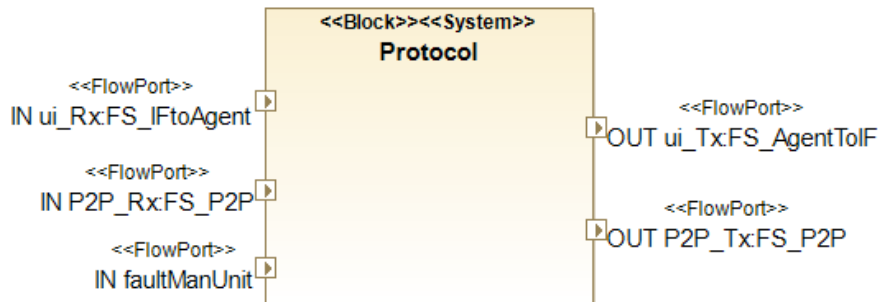 <<Block>><<System>>
Protocol
<<FlowPort>>
IN ui_Rx:FS_IFtoAgent
<<FlowPort>>
OUT ui_Tx:FS_AgentToIF
<<FlowPort>>
IN P2P_Rx:FS_P2P
<<FlowPort>>
OUT P2P_Tx:FS_P2P
<<FlowPort>>
IN faultManUnit